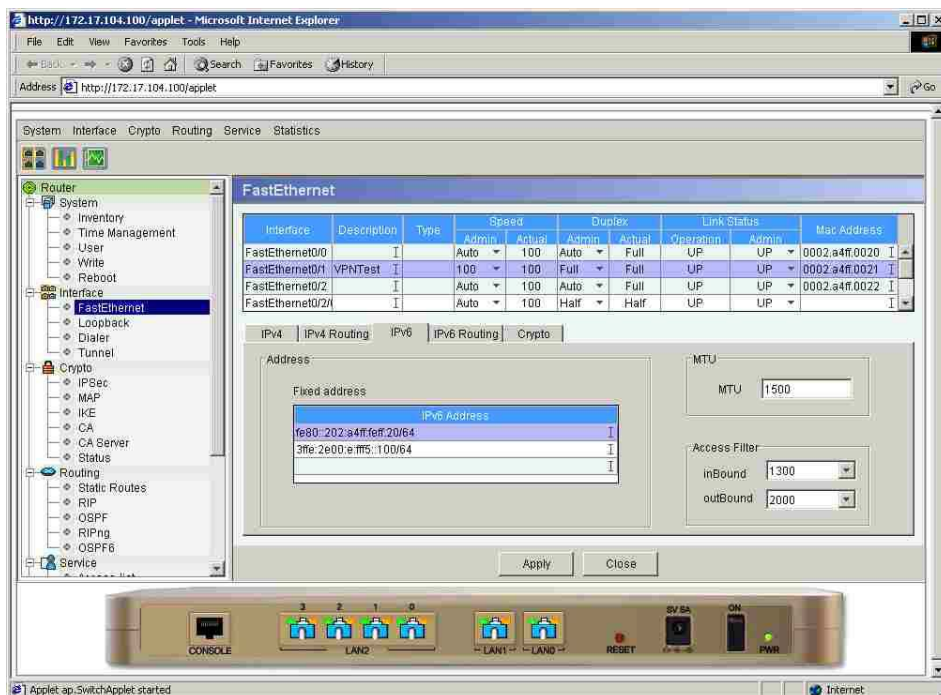 http://172.17.104.100/applet - Microsoft Internet Explorer
File Edit View Favorites Tools Help
Back Search Favorites History
Address http://172.17.104.100/applet Go
System Interface Crypto Routing Service Statistics
Router
System
Inventory
Time Management
User
Write
Reboot
Interface
FastEthernet
Loopback
Dialer
Tunnel
Crypto
IPSec
MAP
IKE
CA
CA Server
Status
Routing
Static Routes
RIP
OSPF
RIPng
OSPF6
Service
FastEthernet
Interface Description Type Speed Duplex Link Status Mac Address
Admin Actual Admin Actual Operation Admin
FastEthernet0/0 Auto 100 Auto Full UP UP 0002.a4ff.0020
FastEthernet0/1 VPNTest 100 100 Full Full UP UP 0002.a4ff.0021
FastEthernet0/2 Auto 100 Auto Full UP UP 0002.a4ff.0022
FastEthernet0/2/ Auto 100 Half Half UP UP
IPv4 IPv4 Routing IPv6 IPv6 Routing Crypto
Address
Fixed address
IPv6 Address
fe80::202:a4ff:feff:20/64
3ffe:2e00:e:fff5::100/64
MTU
MTU 1500
Access Filter
inBound 1300
outBound 2000
Apply Close
3 2 1 0
CONSOLE LAN2 LAN1 LAN0 RESET 5V 5A ON PWR
Applet ap.SwitchApplet started Internet